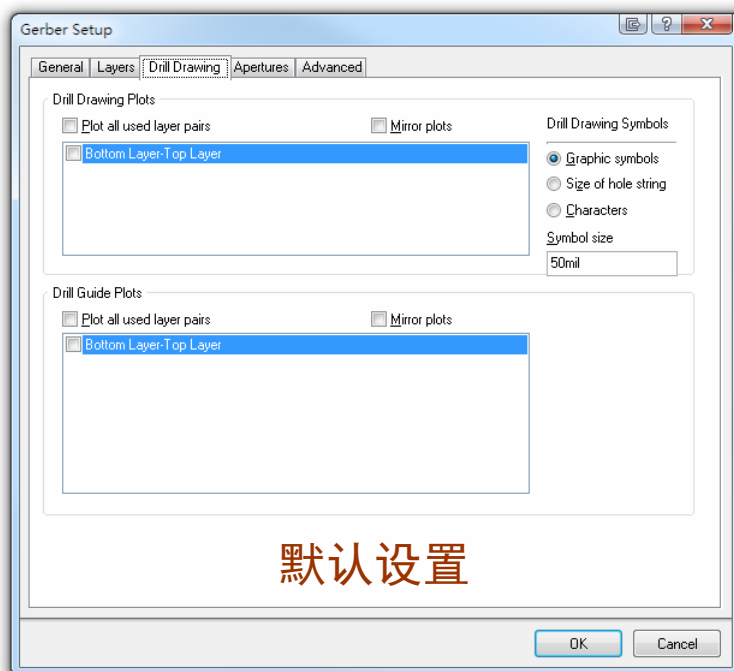 Gerber Setup
General Layers Drill Drawing Apertures Advanced
Drill Drawing Plots
Plot all used layer pairs Mirror plots
Bottom Layer-Top Layer
Drill Drawing Symbols
Graphic symbols
Size of hole string
Characters
Symbol size
50mil
Drill Guide Plots
Plot all used layer pairs Mirror plots
Bottom Layer-Top Layer
默认设置
OK Cancel